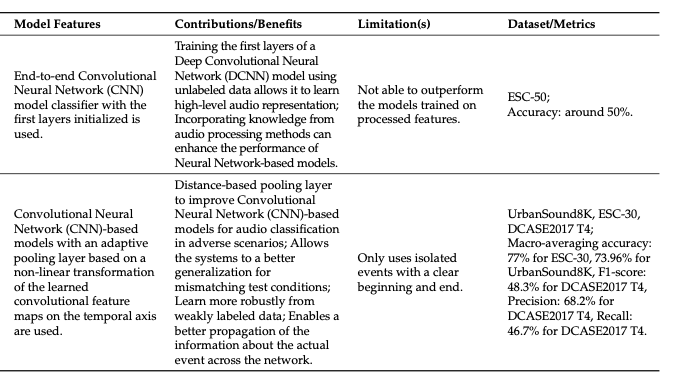 Model Features
Contributions/Benefits
Limitation(s)
Dataset/Metrics
End-to-end Convolutional
Neural Network (CNN)
model classifier with the
first layers initialized is
used.
Training the first layers of a
Deep Convolutional Neural
Network (DCNN) model using
unlabeled data allows it to learn
high-level audio representation;
Incorporating knowledge from
audio processing methods can
enhance the performance of
Neural Network-based models.
Not able to outperform
the models trained on
processed features.
ESC-50;
Accuracy: around 50%.
Convolutional Neural
Network (CNN)-based
models with an adaptive
pooling layer based on a
non-linear transformation
of the learned
convolutional feature
maps on the temporal axis
are used.
Distance-based pooling layer
to improve Convolutional
Neural Network (CNN)-based
models for audio classification
in adverse scenarios; Allows
the systems to a better
generalization for
mismatching test conditions;
Learn more robustly from
weakly labeled data; Enables a
better propagation of the
information about the actual
event across the network.
Only uses isolated
events with a clear
beginning and end.
UrbanSound8K, ESC-30,
DCASE2017 T4;
Macro-averaging accuracy:
77% for ESC-30, 73.96% for
UrbanSound8K, F1-score:
48.3% for DCASE2017 T4,
Precision: 68.2% for
DCASE2017 T4, Recall:
46.7% for DCASE2017 T4.